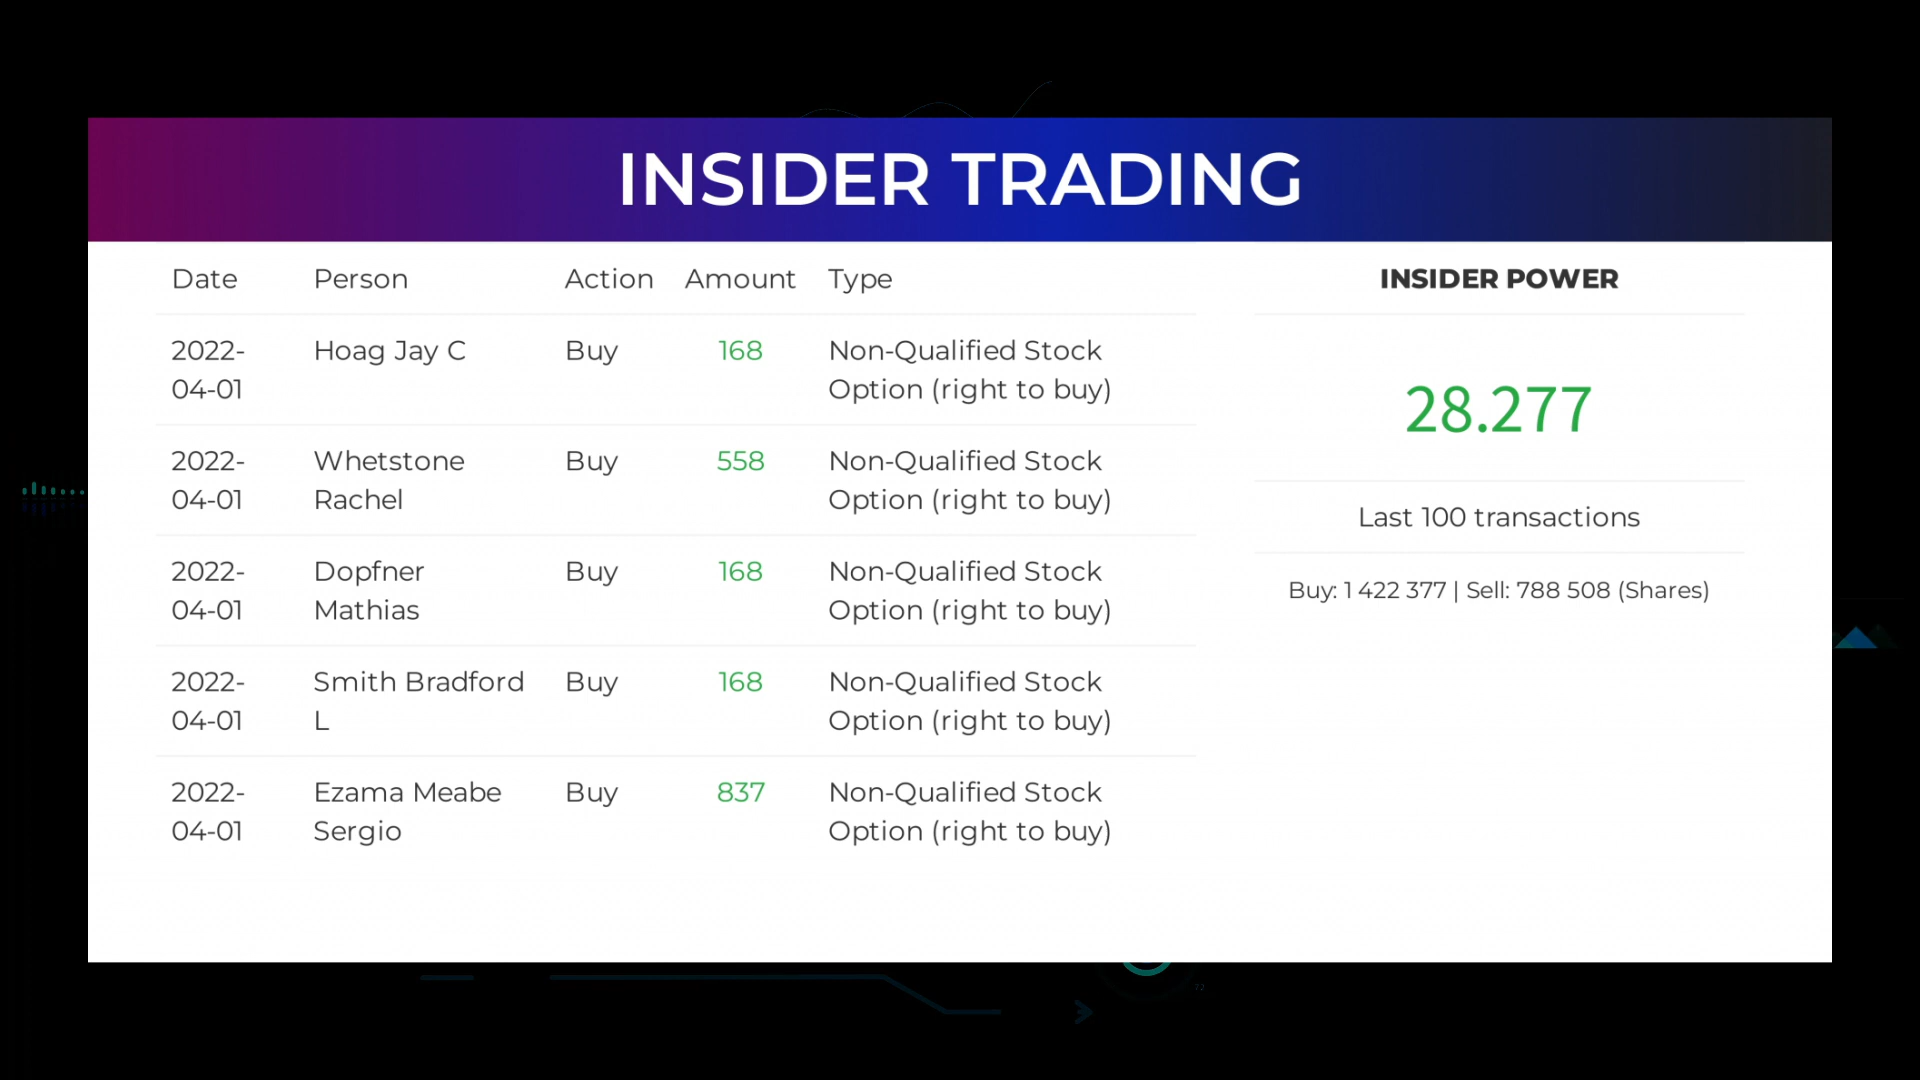 INSIDER TRADING
Date Person Action Amount Type
2022- Hoag Jay C Buy 168 Non-Qualified Stock
04-01 Option (right to buy)
2022- Whetstone Buy 558 Non-Qualified Stock
04-01 Rachel Option (right to buy)
2022- Dopfner Buy 168 Non-Qualified Stock
04-01 Mathias Option (right to buy)
2022- Smith Bradford Buy 168 Non-Qualified Stock
04-01 L Option (right to buy)
2022- Ezama Meabe Buy 837 Non-Qualified Stock
04-01 Sergio Option (right to buy)
INSIDER POWER
28.277
Last 100 transactions
Buy: 1 422 377 | Sell: 788 508 (Shares)
72